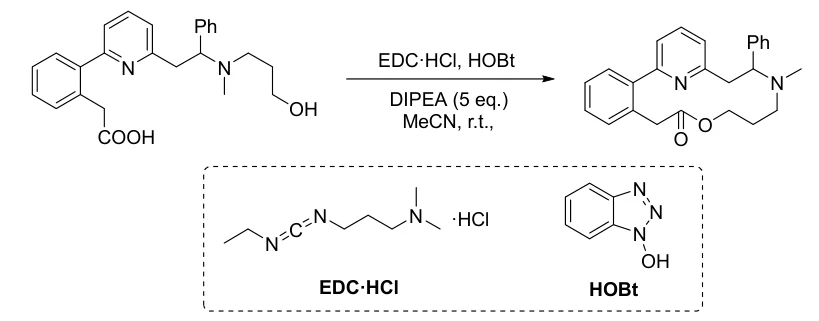 Ph
N
N
OH
COOH
EDC·HCl, HOBt
DIPEA (5 eq.)
MeCN, r.t.,
Ph
N
N
O
O
N
C
N
N
·HCl
EDC·HCl
N
N
N
OH
HOBt